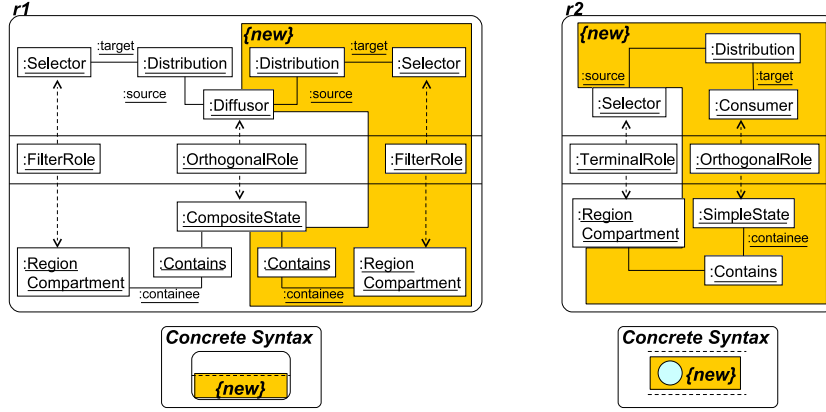 r1
{new}
:target
:target
:Selector
:Distribution
:Distribution
:Selector
:source
:source
:Diffusor
:FilterRole
:OrthogonalRole
:FilterRole
:CompositeState
:Region
Compartment
:Contains
:Contains
:Region
Compartment
:containee
:containee
Concrete Syntax
{new}
r2
{new}
:Distribution
:source
:target
:Selector
:Consumer
:TerminalRole
:OrthogonalRole
:Region
Compartment
:SimpleState
:containee
:Contains
Concrete Syntax
{new}